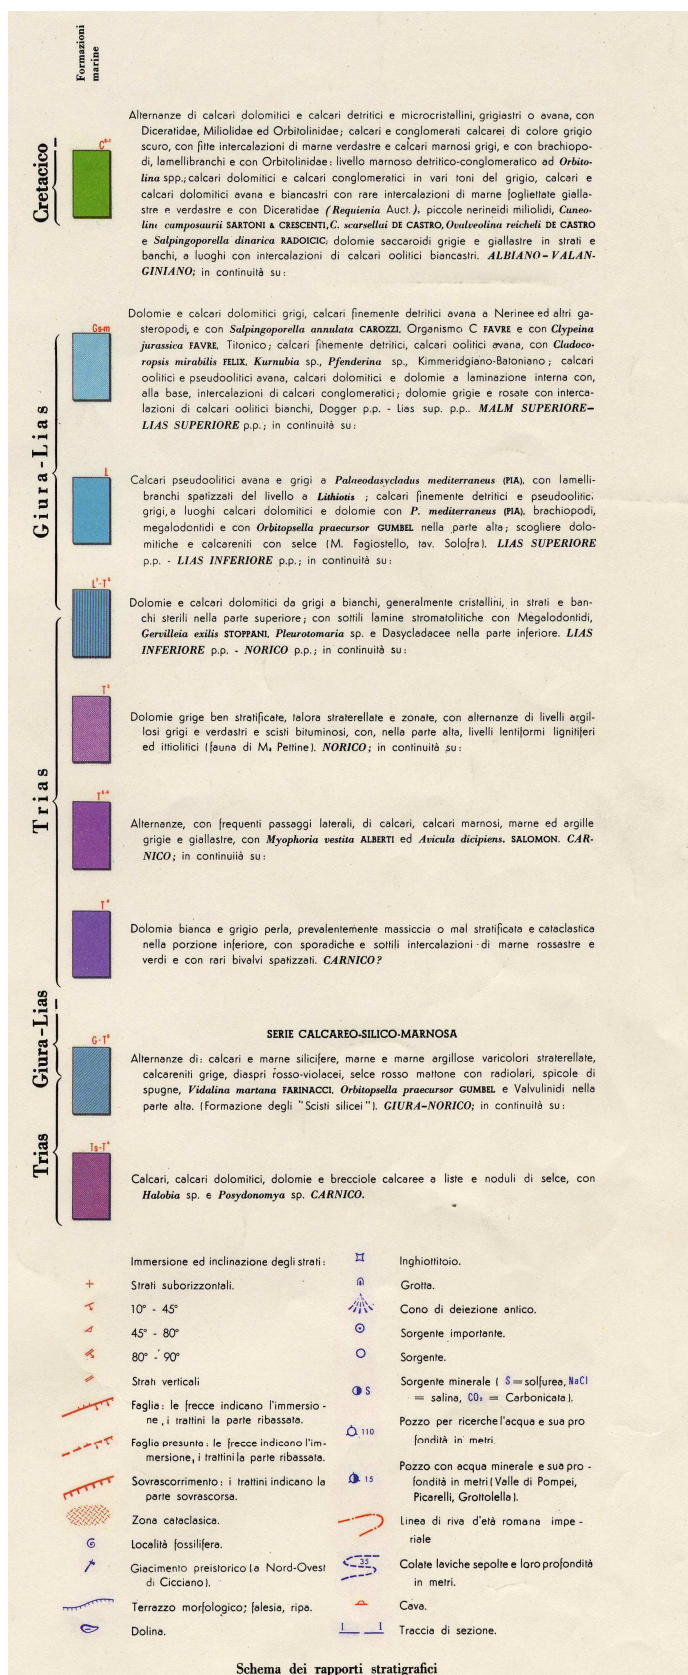 Formazioni
marine
Cretacico
C⁸⁻⁷
Alternanze di calcari dolomitici e calcari detritici e microcristallini, grigiastri o avana, con
Diceratidae, Miliolidae ed Orbitolinidae; calcari e conglomerati calcarei di colore grigio
scuro, con fitte intercalazioni di marne verdastre e calcari marnosi grigi, e con brachiopo-
di, lamellibranchi e con Orbitolinidae: livello marnoso detritico-conglomeratico ad Orbito-
lina spp.; calcari dolomitici e calcari conglomeratici in vari toni del grigio, calcari e
calcari dolomitici avana e biancastri con rare intercalazioni di marne fogliettate gialla-
stre e verdastre e con Diceratidae (Requienia Auct.), piccole nerineidi miliolidi, Cuneo-
lina camposaurii SARTONI & CRESCENTI, C. scarsellai DE CASTRO, Ovalveolina reicheli DE CASTRO
e Salpingoporella dinarica RADOICIC; dolomie saccaroidi grigie e giallastre in strati e
banchi, a luoghi con intercalazioni di calcari oolitici biancastri. ALBIANO-VALAN-
GINIANO; in continuità su:
Giura-Lias
Gs-m
Dolomie e calcari dolomitici grigi, calcari finemente detritici avana a Nerinee ed altri ga-
steropodi, e con Salpingoporella annulata CAROZZI, Organismo C FAVRE e con Clypeina
jurassica FAVRE, Titonico; calcari finemente detritici, calcari oolitici avana, con Cladoco-
ropsis mirabilis FELIX, Kurnubia sp., Pfenderina sp., Kimmeridgiano-Batoniano; calcari
oolitici e pseudoolitici avana, calcari dolomitici e dolomie a laminazione interna con,
alla base, intercalazioni di calcari conglomeratici; dolomie grigie e rosate con interca-
lazioni di calcari oolitici bianchi, Dogger p.p. - Lias sup. p.p.. MALM SUPERIORE-
LIAS SUPERIORE p.p.; in continuità su:
L
Calcari pseudoolitici avana e grigi a Palaeodasycladus mediterraneus (PIA), con lamelli-
branchi spatizzati del livello a Lithiotis ; calcari finemente detritici e pseudoolitici
grigi, a luoghi calcari dolomitici e dolomie con P. mediterraneus (PIA), brachiopodi,
megalodontidi e con Orbitopsella praecursor GUMBEL nella parte alta; scogliere dolo-
mitiche e calcareniti con selce (M. Fagiostello, tav. Solofra). LIAS SUPERIORE
p.p. - LIAS INFERIORE p.p.; in continuità su:
Dolomie e calcari dolomitici da grigi a bianchi, generalmente cristallini, in strati e ban-
chi sterili nella parte superiore; con sottili lamine stromatolitiche con Megalodontidi,
Gervilleia exilis STOPPANI, Pleurotomaria sp. e Dasycladacee nella parte inferiore. LIAS
INFERIORE p.p. - NORICO p.p.; in continuità su:
Trias
Dolomie grige ben stratificate, talora straterellate e zonate, con alternanze di livelli argil-
losi grigi e verdastri e scisti bituminosi, con, nella parte alta, livelli lentiformi lignitiferi
ed ittiolitici (fauna di M. Pettine). NORICO; in continuità su:
Alternanze, con frequenti passaggi laterali, di calcari, calcari marnosi, marne ed argille
grigie e giallastre, con Myophoria vestita ALBERTI ed Avicula dicipiens. SALOMON. CAR-
NICO; in continuiià su:
Dolomia bianca e grigio perla, prevalentemente massiccia o mal stratificata e cataclastica
nella porzione inferiore, con sporadiche e sottili intercalazioni di marne rossastre e
verdi e con rari bivalvi spatizzati. CARNICO?
SERIE CALCAREO-SILICO-MARNOSA
Giura-Lias
Alternanze di: calcari e marne silicifere, marne e marne argillose varicolori straterellate,
calcareniti grige, diaspri rosso-violacei, selce rosso mattone con radiolari, spicole di
spugne, Vidalina martana FARINACCI, Orbitopsella praecursor GUMBEL e Valvulinidi nella
parte alta. (Formazione degli "Scisti silicei"). GIURA-NORICO; in continuità su:
Trias
Calcari, calcari dolomitici, dolomie e brecciole calcaree a liste e noduli di selce, con
Halobia sp. e Posydonomya sp. CARNICO.
Immersione ed inclinazione degli strati:
Strati suborizzontali.
10° - 45°
45° - 80°
80° - 90°
Strati verticali
Faglia: le frecce indicano l'immersio-
ne, i trattini la parte ribassata.
Faglia presunta: le frecce indicano l'im-
mersione, i trattini la parte ribassata.
Sovrascorrimento: i trattini indicano la
parte sovrascorsa.
Zona cataclasica.
Località fossilifera.
Giacimento preistorico (a Nord-Ovest
di Cicciano).
Terrazzo morfologico; falesia, ripa.
Dolina.
Inghiottitoio.
Grotta.
Cono di deiezione antico.
Sorgente importante.
Sorgente.
S
Sorgente minerale ( S = solfurea, NaCl
= salina, CO₂ = Carbonicata).
110
Pozzo per ricerche l'acqua e sua pro
fondità in metri.
15
Pozzo con acqua minerale e sua pro-
fondità in metri (Valle di Pompei,
Picarelli, Grottolella).
Linea di riva d'età romana impe-
riale
35
Colate laviche sepolte e loro profondità
in metri.
Cava.
I I
Traccia di sezione.
Schema dei rapporti stratigrafici